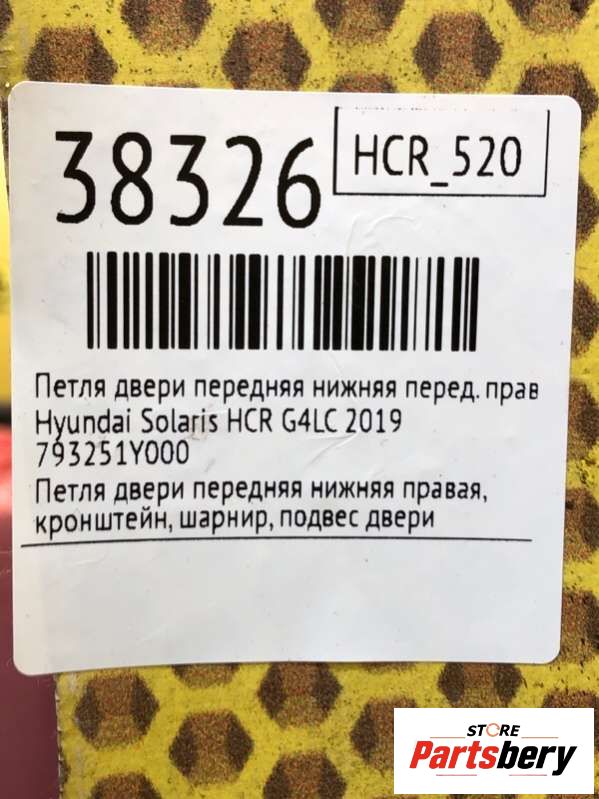 38326
HCR_520
Петля двери передняя нижняя перед. прав
Hyundai Solaris HCR G4LC 2019
793251Y000
Петля двери передняя нижняя правая,
кронштейн, шарнир, подвес двери
STORE
Partsbery